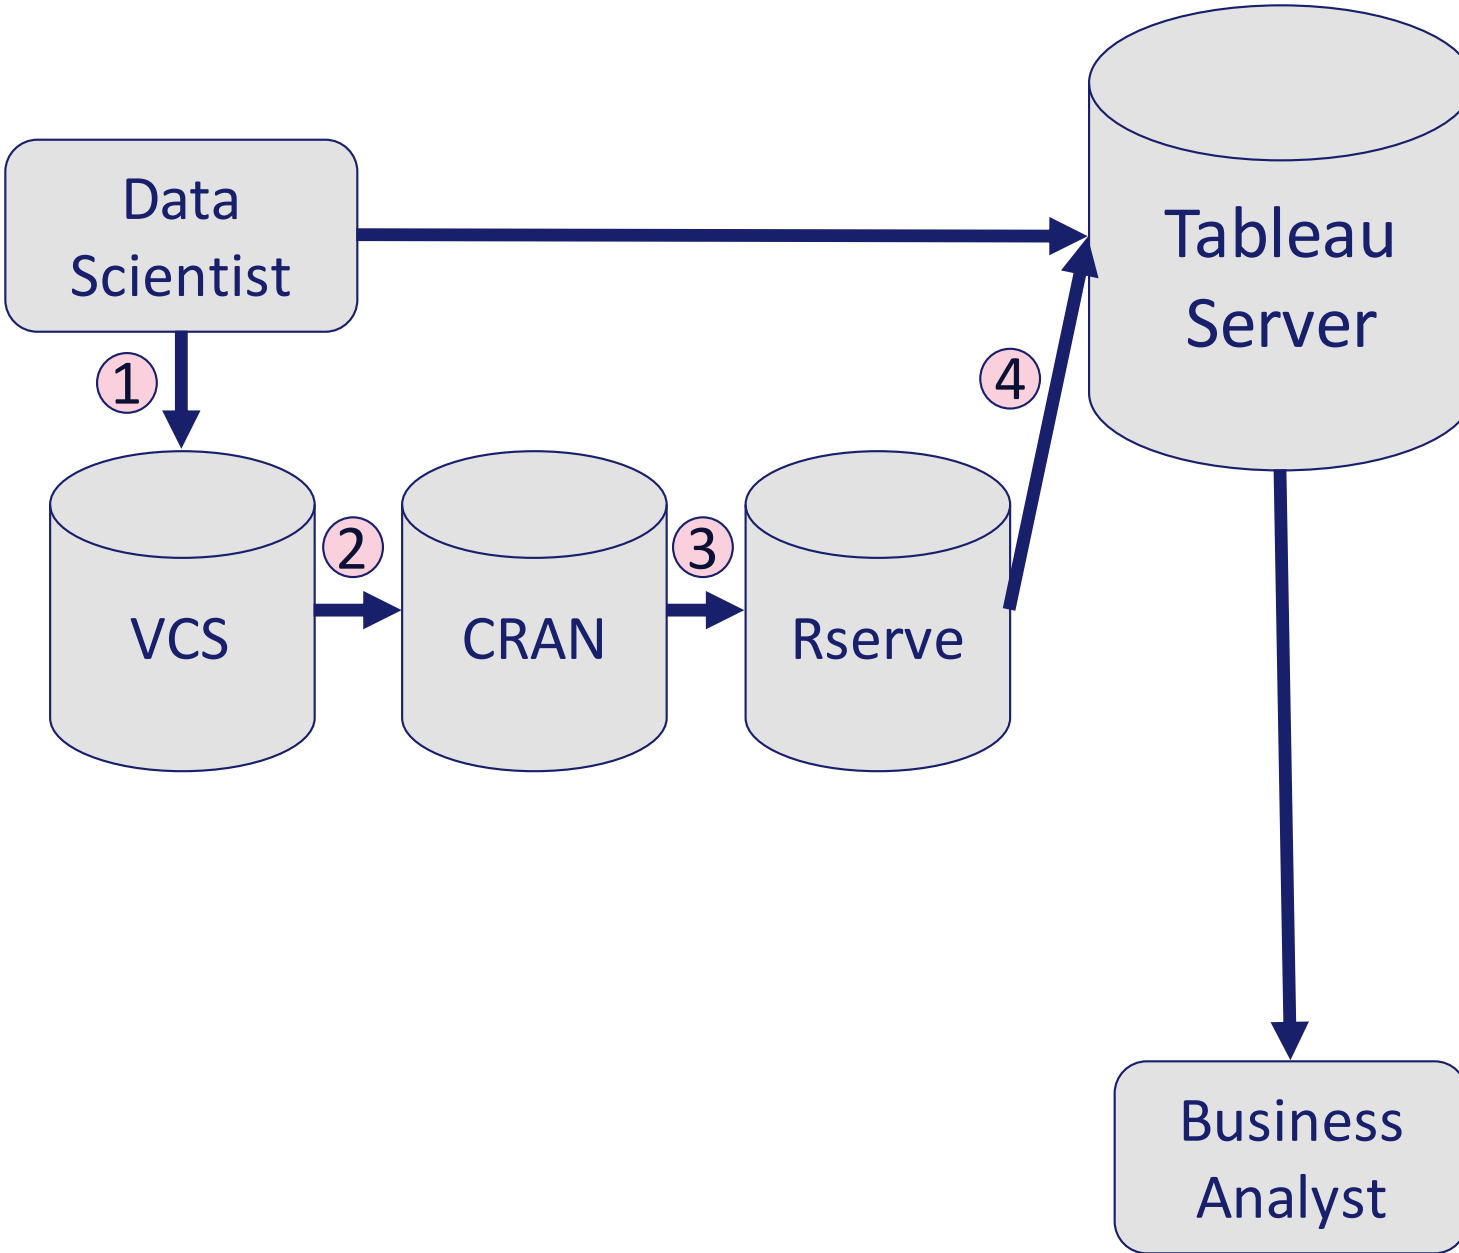 Data
Scientist
Tableau
Server
1
4
2
3
VCS
CRAN
Rserve
Business
Analyst